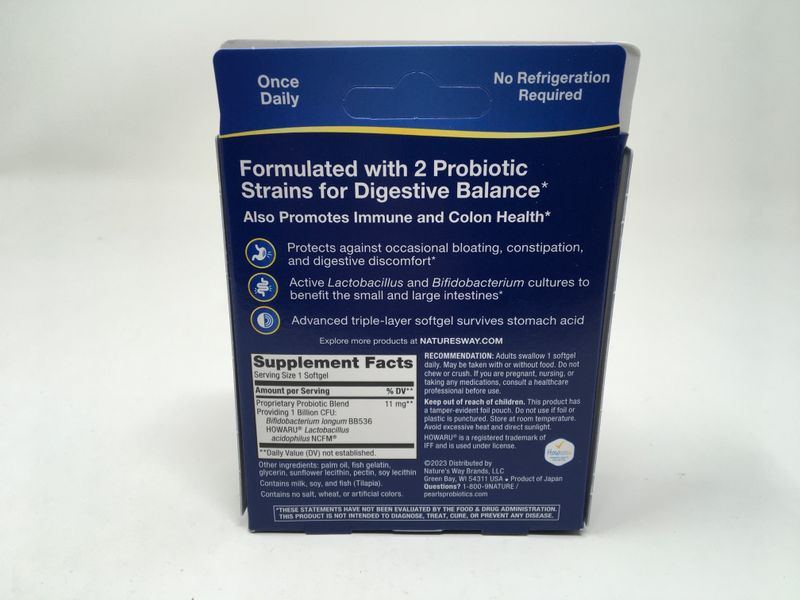 Once
Daily
No Refrigeration
Required
Formulated with 2 Probiotic
Strains for Digestive Balance*
Also Promotes Immune and Colon Health*
Protects against occasional bloating, constipation,
and digestive discomfort*
Active Lactobacillus and Bifidobacterium cultures to
benefit the small and large intestines*
Advanced triple-layer softgel survives stomach acid
Explore more products at NATURESWAY.COM
Supplement Facts
Serving Size 1 Softgel
Amount per Serving % DV**
Proprietary Probiotic Blend 11 mg**
Providing 1 Billion CFU:
Bifidobacterium longum BB536
HOWARU® Lactobacillus
acidophilus NCFM®
**Daily Value (DV) not established.
Other ingredients: palm oil, fish gelatin,
glycerin, sunflower lecithin, pectin, soy lecithin
Contains milk, soy, and fish (Tilapia).
Contains no salt, wheat, or artificial colors.
RECOMMENDATION: Adults swallow 1 softgel
daily. May be taken with or without food. Do not
chew or crush. If you are pregnant, nursing, or
taking any medications, consult a healthcare
professional before use.
Keep out of reach of children. This product has
a tamper-evident foil pouch. Do not use if foil or
plastic is punctured. Store at room temperature.
Avoid excessive heat and direct sunlight.
HOWARU® is a registered trademark of
IFF and is used under license.
©2023 Distributed by
Nature's Way Brands, LLC
Green Bay, WI 54311 USA • Product of Japan
Questions? 1-800-9NATURE /
pearlsprobiotics.com
*THESE STATEMENTS HAVE NOT BEEN EVALUATED BY THE FOOD & DRUG ADMINISTRATION.
THIS PRODUCT IS NOT INTENDED TO DIAGNOSE, TREAT, CURE, OR PREVENT ANY DISEASE.